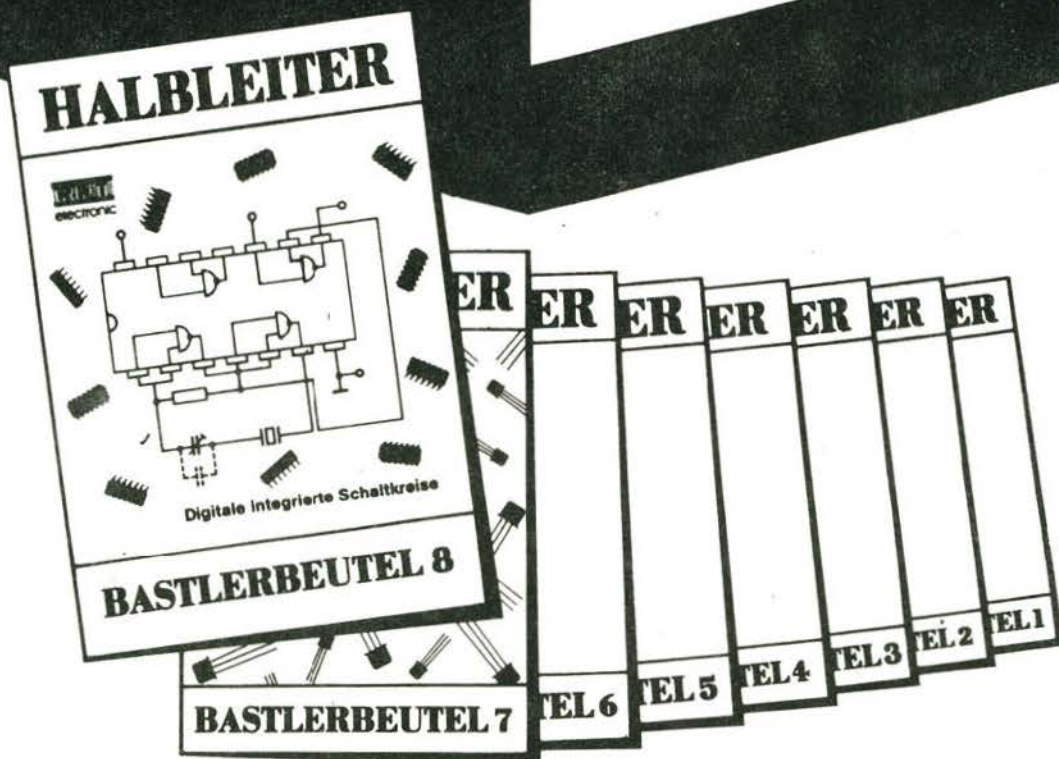 HALBLEITER
electronic
Digitale integrierte Schaltkreise
BASTLERBEUTEL 8
ER
BASTLERBEUTEL 7
ER
TEL 6
ER
TEL 5
ER
TEL 4
ER
TEL 3
ER
TEL 2
ER
TEL 1